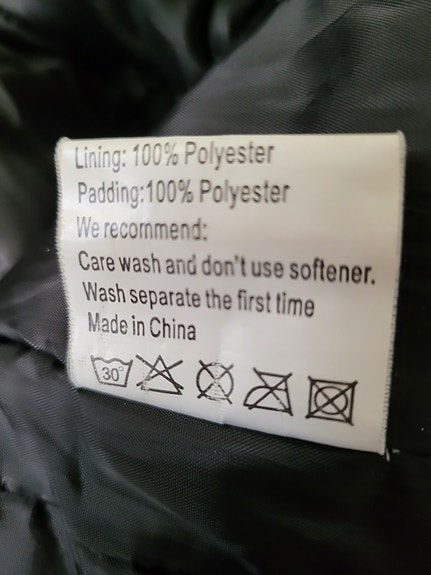 Lining: 100% Polyester
Padding:100% Polyester
We recommend:
Care wash and don't use softener.
Wash separate the first time
Made in China
30°